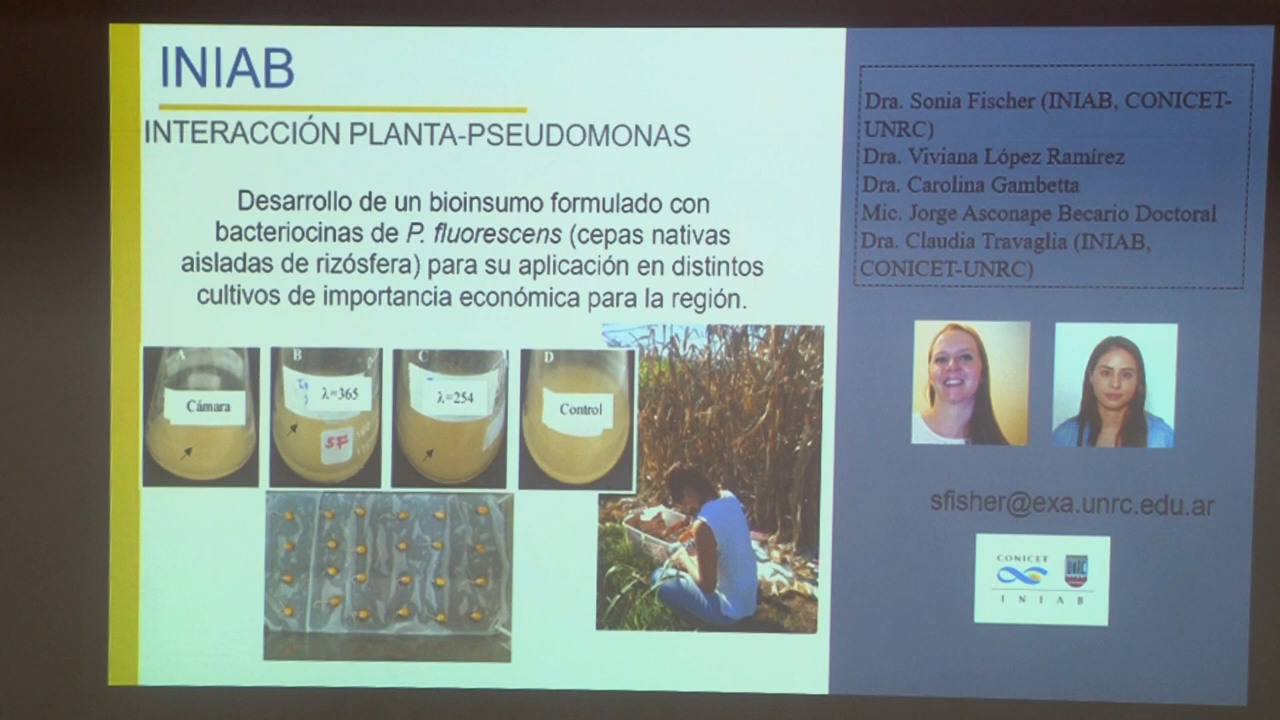 INIAB
INTERACCIÓN PLANTA-PSEUDOMONAS
Desarrollo de un bioinsumo formulado con
bacteriocinas de P. fluorescens (cepas nativas
aisladas de rizósfera) para su aplicación en distintos
cultivos de importancia económica para la región.
A
Cámara
B
λ=365
SF
C
λ=254
D
Control
Dra. Sonia Fischer (INIAB, CONICET-
UNRC)
Dra. Viviana López Ramírez
Dra. Carolina Gambetta
Mic. Jorge Asconape Becario Doctoral
Dra. Claudia Travaglia (INIAB,
CONICET-UNRC)
sfisher@exa.unrc.edu.ar
CONICET
UNRC
INIAB